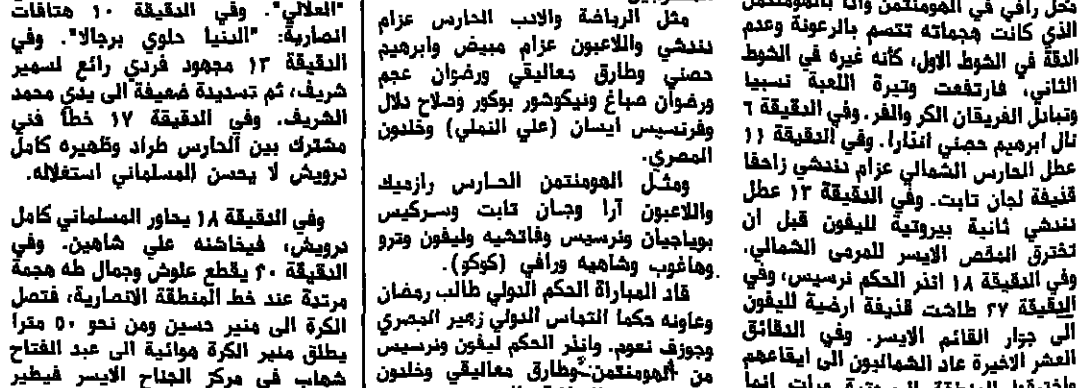 دخل رافي في الهومنتمن وأدا بالهومنتمن
الذي كانت هجماته تتسم بالرعونة وعدم
الدقة في الشوط الاول، كأنه غيره في الشوط
الثاني، فارتفعت وتيرة اللعبة نسبيا
وتبادل الفريقان الكر والفر. وفي الدقيقة ٦
نال ابرهيم حصني أنذارا. وفي الدقيقة ١١
عطل الحارس الشمالي عزام دندشي زاحفا
قذيفة لجان تابت. وفي الدقيقة ١٣ عطل
دندشي ثانية بيروتية لليفون قبل ان
تخترق المقص الايسر للمرمى الشمالي.
وفي الدقيقة ١٨ انذر الحكم نرسيس، وفي
الدقيقة ٢٧ طاشت قذيفة ارضية لليفون
الى جوار القائم الايسر. وفي الدقائق
العشر الاخيرة عاد الشماليون الى ايقاعهم
مثل الرياضة والادب الحارس عزام
دندشي واللاعبون عزام مبيض وابرهيم
حصني وطارق معاليقي ورضوان عجم
ورضوان صباغ ونيكوشور بوكور وصلاح دلال
وفرنسيس ايسان (علي النملي) وخلدون
المصري.
ومثل الهومنتمن الحارس رازميك
واللاعبون آرا وجان تابت وسركيس
بوياجيان ونرسيس وفاتشيه وليفون وترو
وهاغوب وشاهيه ورافي (كوكو).
قاد المباراة الحكم الدولي طالب رمضان
وعاونه حكما التماس الدولي زهير المصري
وجوزف نعوم. وانذر الحكم ليفون ونرسيس
من الهومنتمن وطارق معاليقي وخلدون
"العلالي". وفي الدقيقة ١٠ هتافات
انصارية: "الدنيا حلوي برجالا". وفي
الدقيقة ١٣ مجهود فردي رائع لسمير
شريف، ثم تسديدة ضعيفة الى يدي محمد
الشريف. وفي الدقيقة ١٧ خطأ فني
مشترك بين الحارس طراد وظهيره كامل
درويش لا يحسن المسلماني استغلاله.
وفي الدقيقة ١٨ يحاور المسلماني كامل
درويش، فيخاشنه علي شاهين. وفي
الدقيقة ٢٠ يقطع علوش وجمال طه هجمة
مرتدة عند خط المنطقة الانصارية، فتصل
الكرة الى منير حسين ومن نحو ٥٠ مترا
يطلق منير الكرة هوائية الى عبد الفتاح
شهاب في مركز الجناح الايسر فيطير